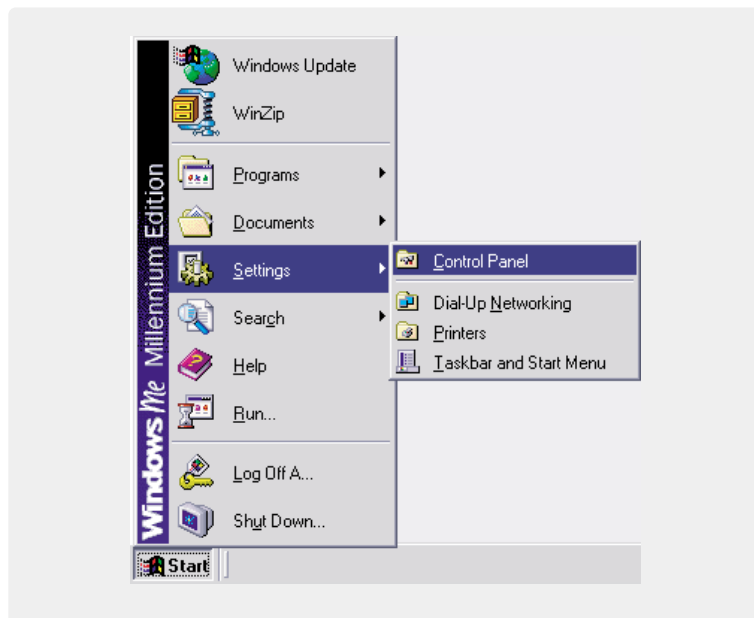 Windows Me Millennium Edition
Windows Update
WinZip
Programs
Documents
Settings
Search
Help
Run...
Log Off A...
Shut Down...
Control Panel
Dial-Up Networking
Printers
Taskbar and Start Menu
Start